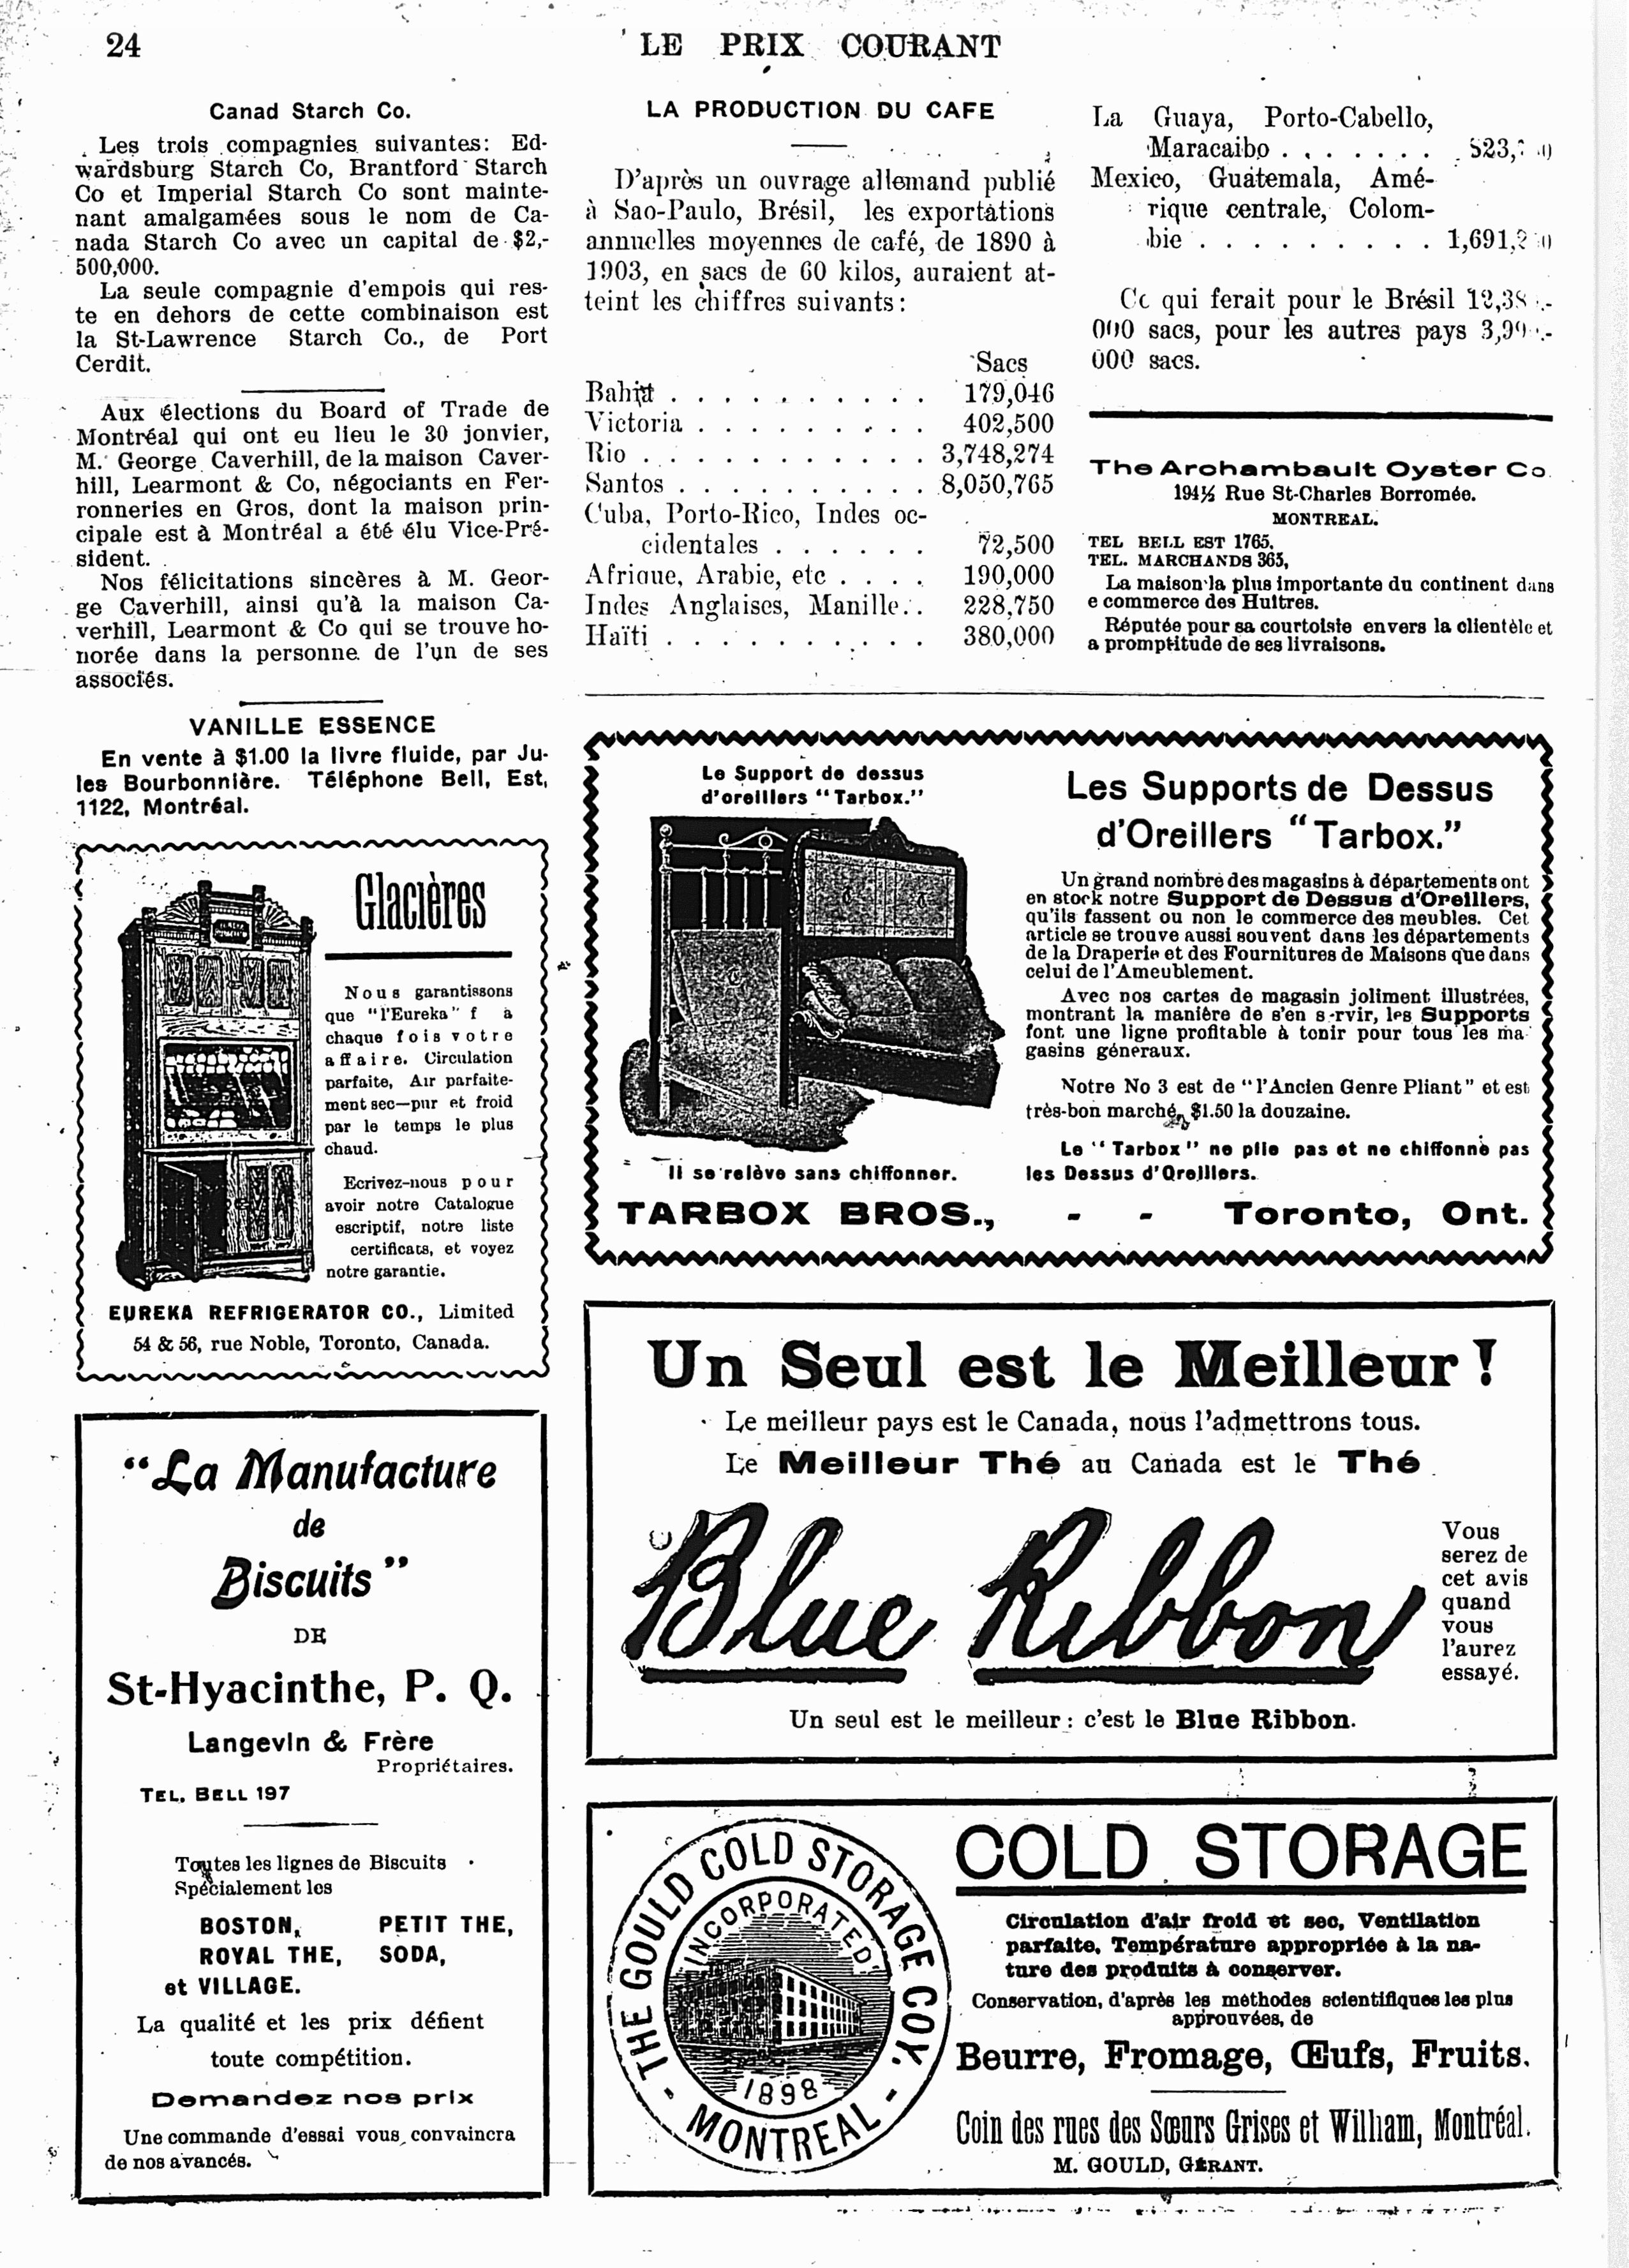 24
LE PRIX COURANT
Canad Starch Co.
Les trois compagnies suivantes: Ed-
wardsburg Starch Co, Brantford Starch
Co et Imperial Starch Co sont mainte-
nant amalgamées sous le nom de Ca-
nada Starch Co avec un capital de $2,-
500,000.
La seule compagnie d'empois qui res-
te en dehors de cette combinaison est
la St-Lawrence Starch Co., de Port
Cerdit.
Aux élections du Board of Trade de
Montréal qui ont eu lieu le 30 jonvier,
M. George Caverhill, de la maison Caver-
hill, Learmont & Co, négociants en Fer-
ronneries en Gros, dont la maison prin-
cipale est à Montréal a été élu Vice-Pré-
sident.
Nos félicitations sincères à M. Geor-
ge Caverhill, ainsi qu'à la maison Ca-
verhill, Learmont & Co qui se trouve ho-
norée dans la personne de l'un de ses
associés.
VANILLE ESSENCE
En vente à $1.00 la livre fluide, par Ju-
les Bourbonnière. Téléphone Bell, Est,
1122, Montréal.
Glacières
Nous garantissons
que "l'Eureka" f à
chaque fois votre
affaire. Circulation
parfaite, Air parfaite-
ment sec—pur et froid
par le temps le plus
chaud.
Ecrivez-nous pour
avoir notre Catalogue
escriptif, notre liste
certificats, et voyez
notre garantie.
EUREKA REFRIGERATOR CO., Limited
54 & 56, rue Noble, Toronto, Canada.
"La Manufacture
de
Biscuits"
DE
St-Hyacinthe, P. Q.
Langevin & Frère
Propriétaires.
TEL. BELL 197
Toutes les lignes de Biscuits
Spécialement les
BOSTON, PETIT THE,
ROYAL THE, SODA,
et VILLAGE.
La qualité et les prix défient
toute compétition.
Demandez nos prix
Une commande d'essai vous convaincra
de nos avancés.
LA PRODUCTION DU CAFE
D'après un ouvrage allemand publié
à Sao-Paulo, Brésil, les exportations
annuelles moyennes de café, de 1890 à
1903, en sacs de 60 kilos, auraient at-
teint les chiffres suivants:
Sacs
Bahia . . . . . . . . . . 179,046
Victoria . . . . . . . . . 402,500
Rio . . . . . . . . . . . 3,748,274
Santos . . . . . . . . . . 8,050,765
Cuba, Porto-Rico, Indes oc-
cidentales . . . . . . 72,500
Afrique, Arabie, etc . . . . 190,000
Indes Anglaises, Manille. . 228,750
Haïti . . . . . . . . . . 380,000
La Guaya, Porto-Cabello,
Maracaibo . . . . . . .
Mexico, Guatemala, Amé-
rique centrale, Colom-
bie . . . . . . . . .
Ce qui ferait pour le Brésil
000 sacs, pour les autres pays
000 sacs.
The Archambault Oyster Co.
194½ Rue St-Charles Borromée.
MONTREAL.
TEL BELL EST 1765.
TEL. MARCHANDS 365,
La maison la plus importante du continent dans
e commerce des Huîtres.
Réputée pour sa courtoisie envers la clientèle et
a promptitude de ses livraisons.
Le Support de dessus
d'oreillers "Tarbox."
Il se relève sans chiffonner.
Les Supports de Dessus
d'Oreillers "Tarbox."
Un grand nombre des magasins à départements ont
en stock notre Support de Dessus d'Oreillers,
qu'ils fassent ou non le commerce des meubles. Cet
article se trouve aussi souvent dans les départements
de la Draperie et des Fournitures de Maisons que dans
celui de l'Ameublement.
Avec nos cartes de magasin joliment illustrées,
montrant la manière de s'en s rvir, les Supports
font une ligne profitable à tenir pour tous les ma
gasins géneraux.
Notre No 3 est de "l'Ancien Genre Pliant" et est
très-bon marché, $1.50 la douzaine.
Le "Tarbox" ne plie pas et ne chiffonne pas
les Dessus d'Oreillers.
TARBOX BROS., - - Toronto, Ont.
Un Seul est le Meilleur!
Le meilleur pays est le Canada, nous l'admettrons tous.
Le Meilleur Thé au Canada est le Thé
Blue Ribbon
Vous
serez de
cet avis
quand
vous
l'aurez
essayé.
Un seul est le meilleur: c'est le Blue Ribbon.
THE GOULD COLD STORAGE COY.
INCORPORATED
1898
- MONTREAL -
COLD STORAGE
Circulation d'air froid et sec, Ventilation
parfaite, Température appropriée à la na-
ture des produits à conserver.
Conservation, d'après les méthodes scientifiques les plus
approuvées, de
Beurre, Fromage, Œufs, Fruits.
Coin des rues des Sœurs Grises et William, Montréal.
M. GOULD, GÉRANT.